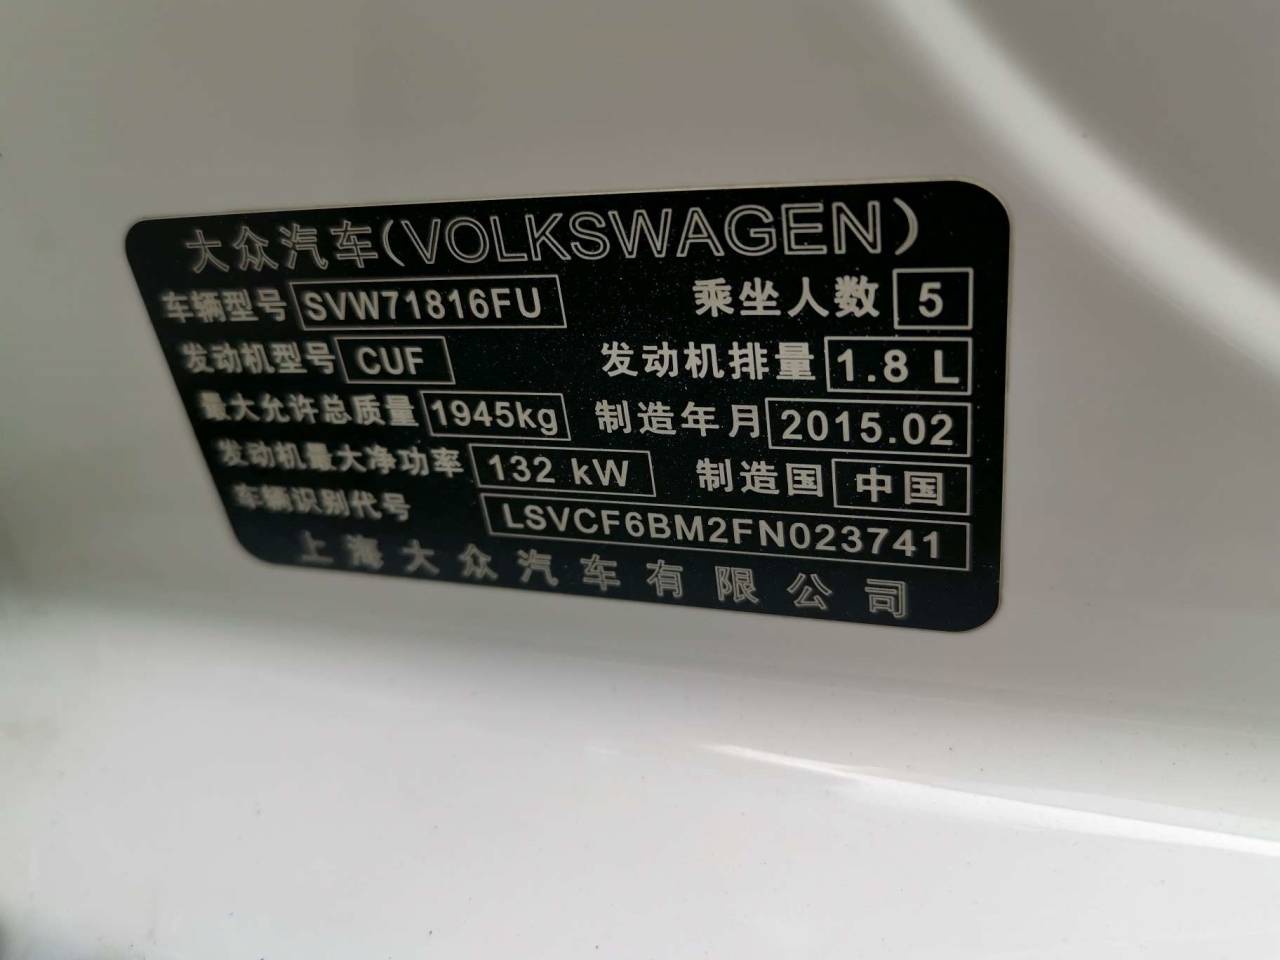 大众汽车(VOLKSWAGEN)
车辆型号 SVW71816FU 乘坐人数 5
发动机型号 CUF 发动机排量 1.8 L
最大允许总质量 1945kg 制造年月 2015.02
发动机最大净功率 132 kW 制造国 中国
车辆识别代号 LSVCF6BM2FN023741
上海大众汽车有限公司